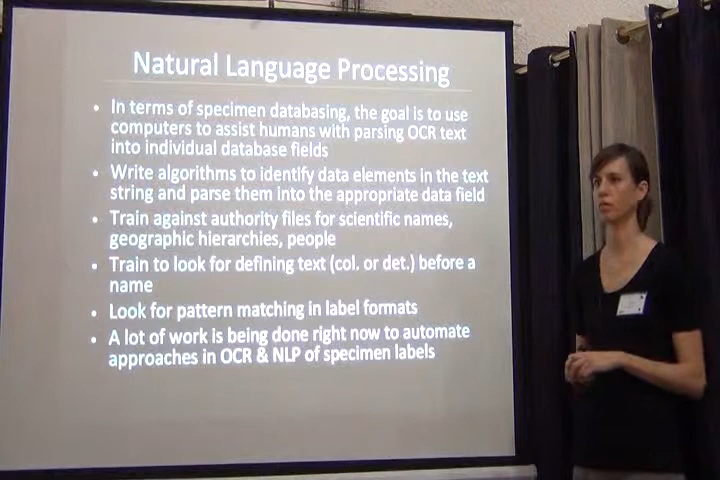 Natural Language Processing
• In terms of specimen databasing, the goal is to use
computers to assist humans with parsing OCR text
into individual database fields
• Write algorithms to identify data elements in the text
string and parse them into the appropriate data field
• Train against authority files for scientific names,
geographic hierarchies, people
• Train to look for defining text (col. or det.) before a
name
• Look for pattern matching in label formats
• A lot of work is being done right now to automate
approaches in OCR & NLP of specimen labels